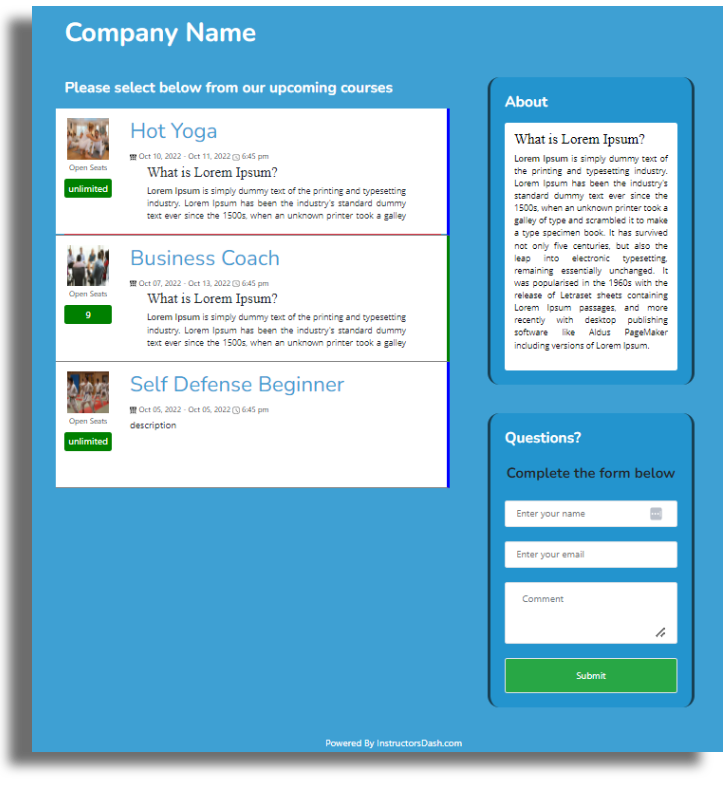 Company Name
Please select below from our upcoming courses
Hot Yoga
Oct 10, 2022 - Oct 11, 2022 6:45 pm
Open Seats
unlimited
What is Lorem Ipsum?
Lorem Ipsum is simply dummy text of the printing and typesetting
industry. Lorem Ipsum has been the industry's standard dummy
text ever since the 1500s, when an unknown printer took a galley
Business Coach
Oct 07, 2022 - Oct 13, 2022 6:45 pm
Open Seats
9
What is Lorem Ipsum?
Lorem Ipsum is simply dummy text of the printing and typesetting
industry. Lorem Ipsum has been the industry's standard dummy
text ever since the 1500s, when an unknown printer took a galley
Self Defense Beginner
Oct 05, 2022 - Oct 05, 2022 6:45 pm
Open Seats
unlimited
description
About
What is Lorem Ipsum?
Lorem Ipsum is simply dummy text of
the printing and typesetting industry.
Lorem Ipsum has been the industry's
standard dummy text ever since the
1500s, when an unknown printer took a
galley of type and scrambled it to make
a type specimen book. It has survived
not only five centuries, but also the
leap into electronic typesetting,
remaining essentially unchanged. It
was popularised in the 1960s with the
release of Letraset sheets containing
Lorem Ipsum passages, and more
recently with desktop publishing
software like Aldus PageMaker
including versions of Lorem Ipsum.
Questions?
Complete the form below
Enter your name
Enter your email
Comment
Submit
Powered By InstructorsDash.com